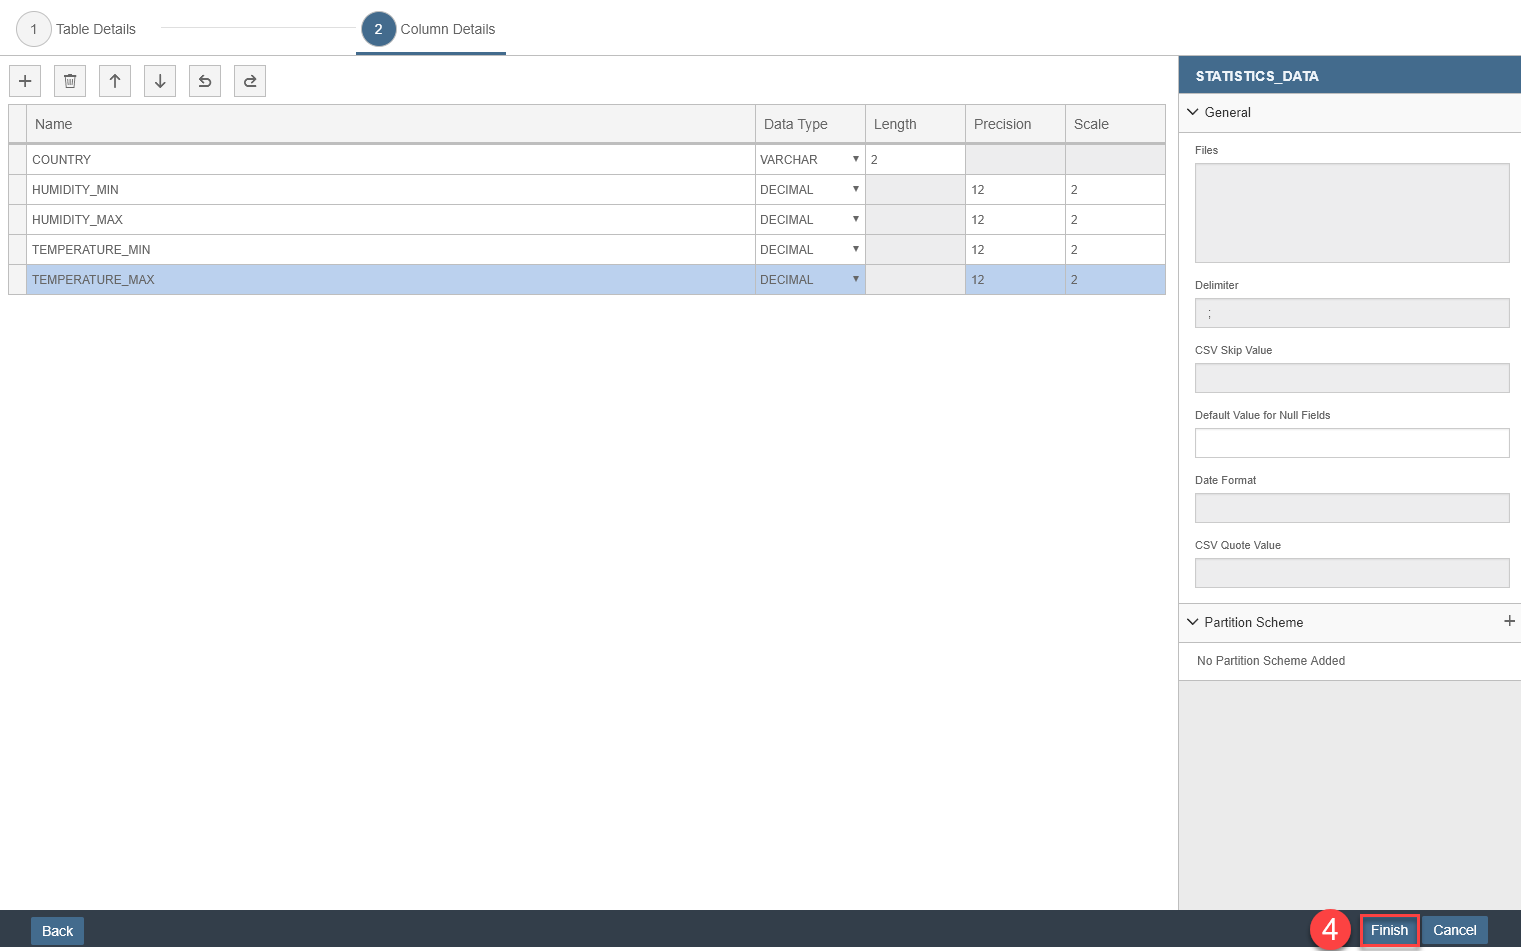 1 Table Details
2 Column Details
STATISTICS_DATA
General
Name Data Type Length Precision Scale
COUNTRY VARCHAR 2
HUMIDITY_MIN DECIMAL 12 2
HUMIDITY_MAX DECIMAL 12 2
TEMPERATURE_MIN DECIMAL 12 2
TEMPERATURE_MAX DECIMAL 12 2
Files
Delimiter
;
CSV Skip Value
Default Value for Null Fields
Date Format
CSV Quote Value
Partition Scheme
No Partition Scheme Added
Back
4 Finish Cancel